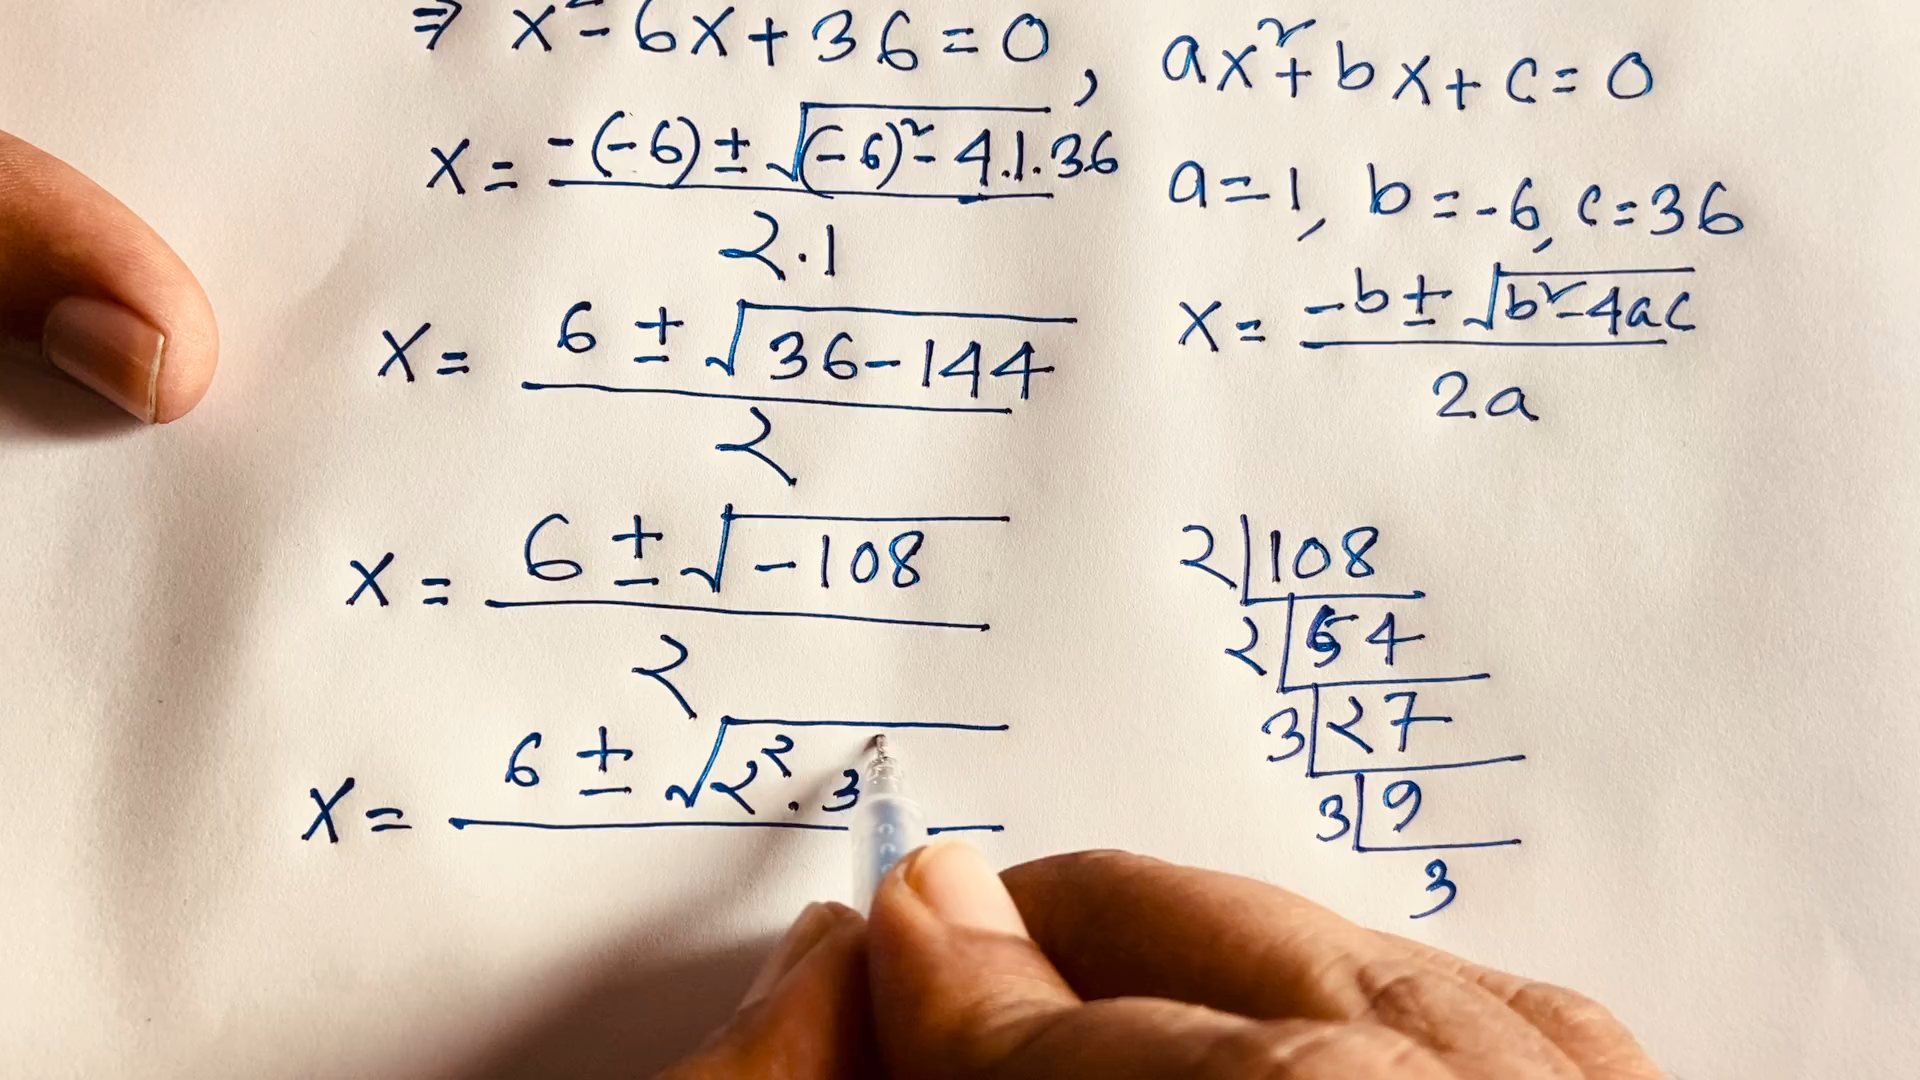 ⇒ x²-6x+36=0, ax²+bx+c=0
x = -(-6)±√(-6)²-4.1.36 / 2.1
a=1, b=-6, c=36
x = 6±√36-144 / 2
x = -b±√b²-4ac / 2a
x = 6±√-108 / 2
x = 6±√2².3
2|108
2|54
3|27
3|9
3